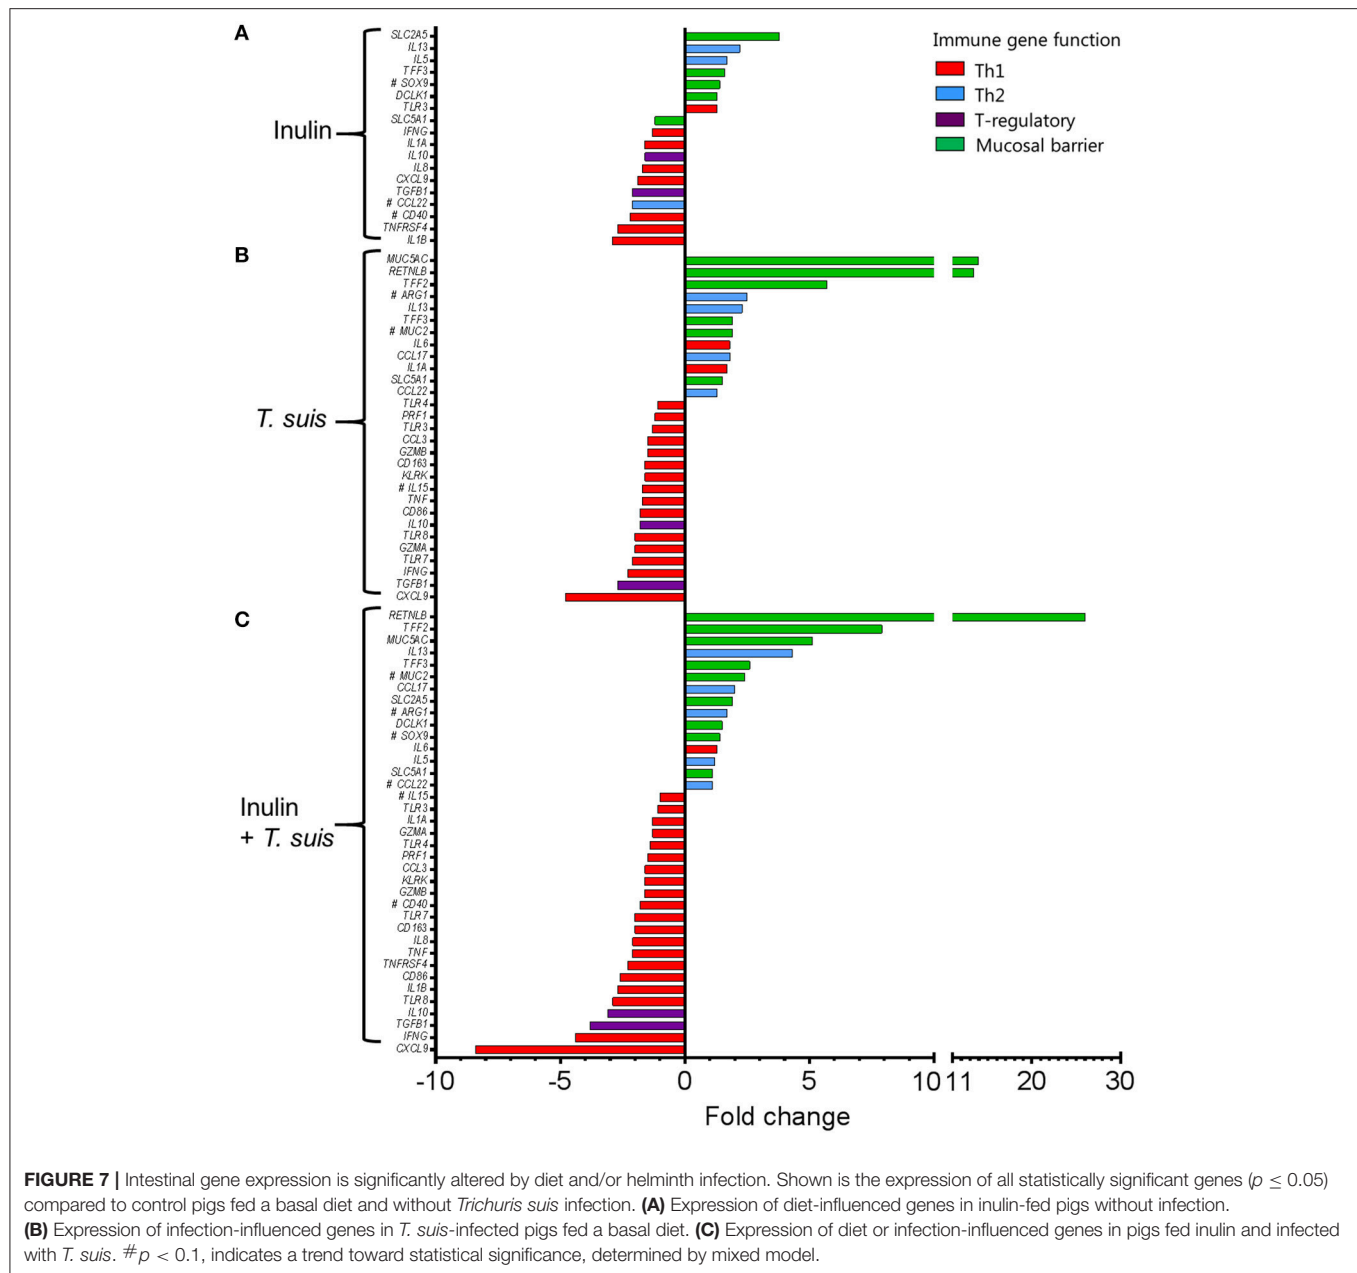 A
SLC2A5
IL13
IL5
TFF3
# SOX9
DCLK1
TLR3
SLC5A1
IFNG
IL1A
IL10
IL8
CXCL9
TGFB1
# CCL22
# CD40
TNFRSF4
IL1B
Inulin
Immune gene function
Th1
Th2
T-regulatory
Mucosal barrier
B
MUC5AC
RETNLB
TFF2
# ARG1
IL13
TFF3
# MUC2
IL6
CCL17
IL1A
SLC5A1
CCL22
TLR4
PRF1
TLR3
CCL3
GZMB
CD163
KLRK
# IL15
TNF
CD86
IL10
TLR8
GZMA
TLR7
IFNG
TGFB1
CXCL9
T. suis
C
RETNLB
TFF2
MUC5AC
IL13
TFF3
# MUC2
CCL17
SLC2A5
# ARG1
DCLK1
# SOX9
IL6
IL5
SLC5A1
# CCL22
# IL15
TLR3
IL1A
GZMA
TLR4
PRF1
CCL3
KLRK
GZMB
# CD40
TLR7
CD163
IL8
TNF
TNFRSF4
CD86
IL1B
TLR8
IL10
TGFB1
IFNG
CXCL9
Inulin
+ T. suis
-10 -5 0 5 10 11 20 30
Fold change
FIGURE 7 | Intestinal gene expression is significantly altered by diet and/or helminth infection. Shown is the expression of all statistically significant genes (p ≤ 0.05)
compared to control pigs fed a basal diet and without Trichuris suis infection. (A) Expression of diet-influenced genes in inulin-fed pigs without infection.
(B) Expression of infection-influenced genes in T. suis-infected pigs fed a basal diet. (C) Expression of diet or infection-influenced genes in pigs fed inulin and infected
with T. suis. #p < 0.1, indicates a trend toward statistical significance, determined by mixed model.